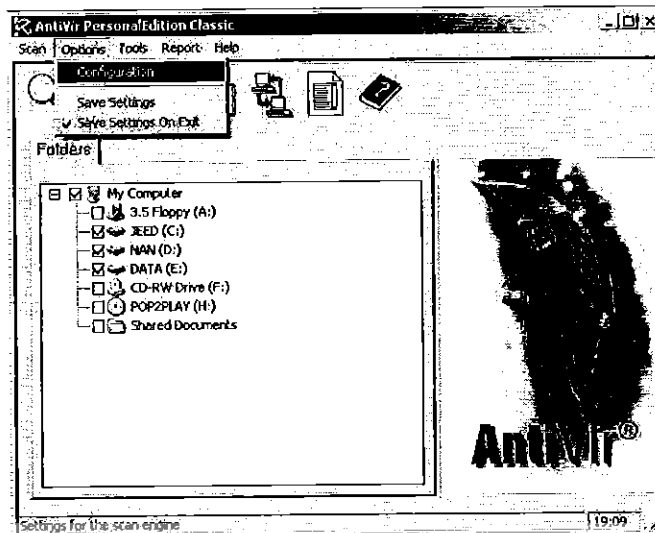 AntiVir PersonalEdition Classic
Scan Options Tools Report Help
Configuration
Save Settings
Save Settings On Exit
Folders
My Computer
3.5 Floppy (A:)
JEED (C:)
NAN (D:)
DATA (E:)
CD-RW Drive (F:)
POP2PLAY (H:)
Shared Documents
AntiVir®
Settings for the scan engine
19:09